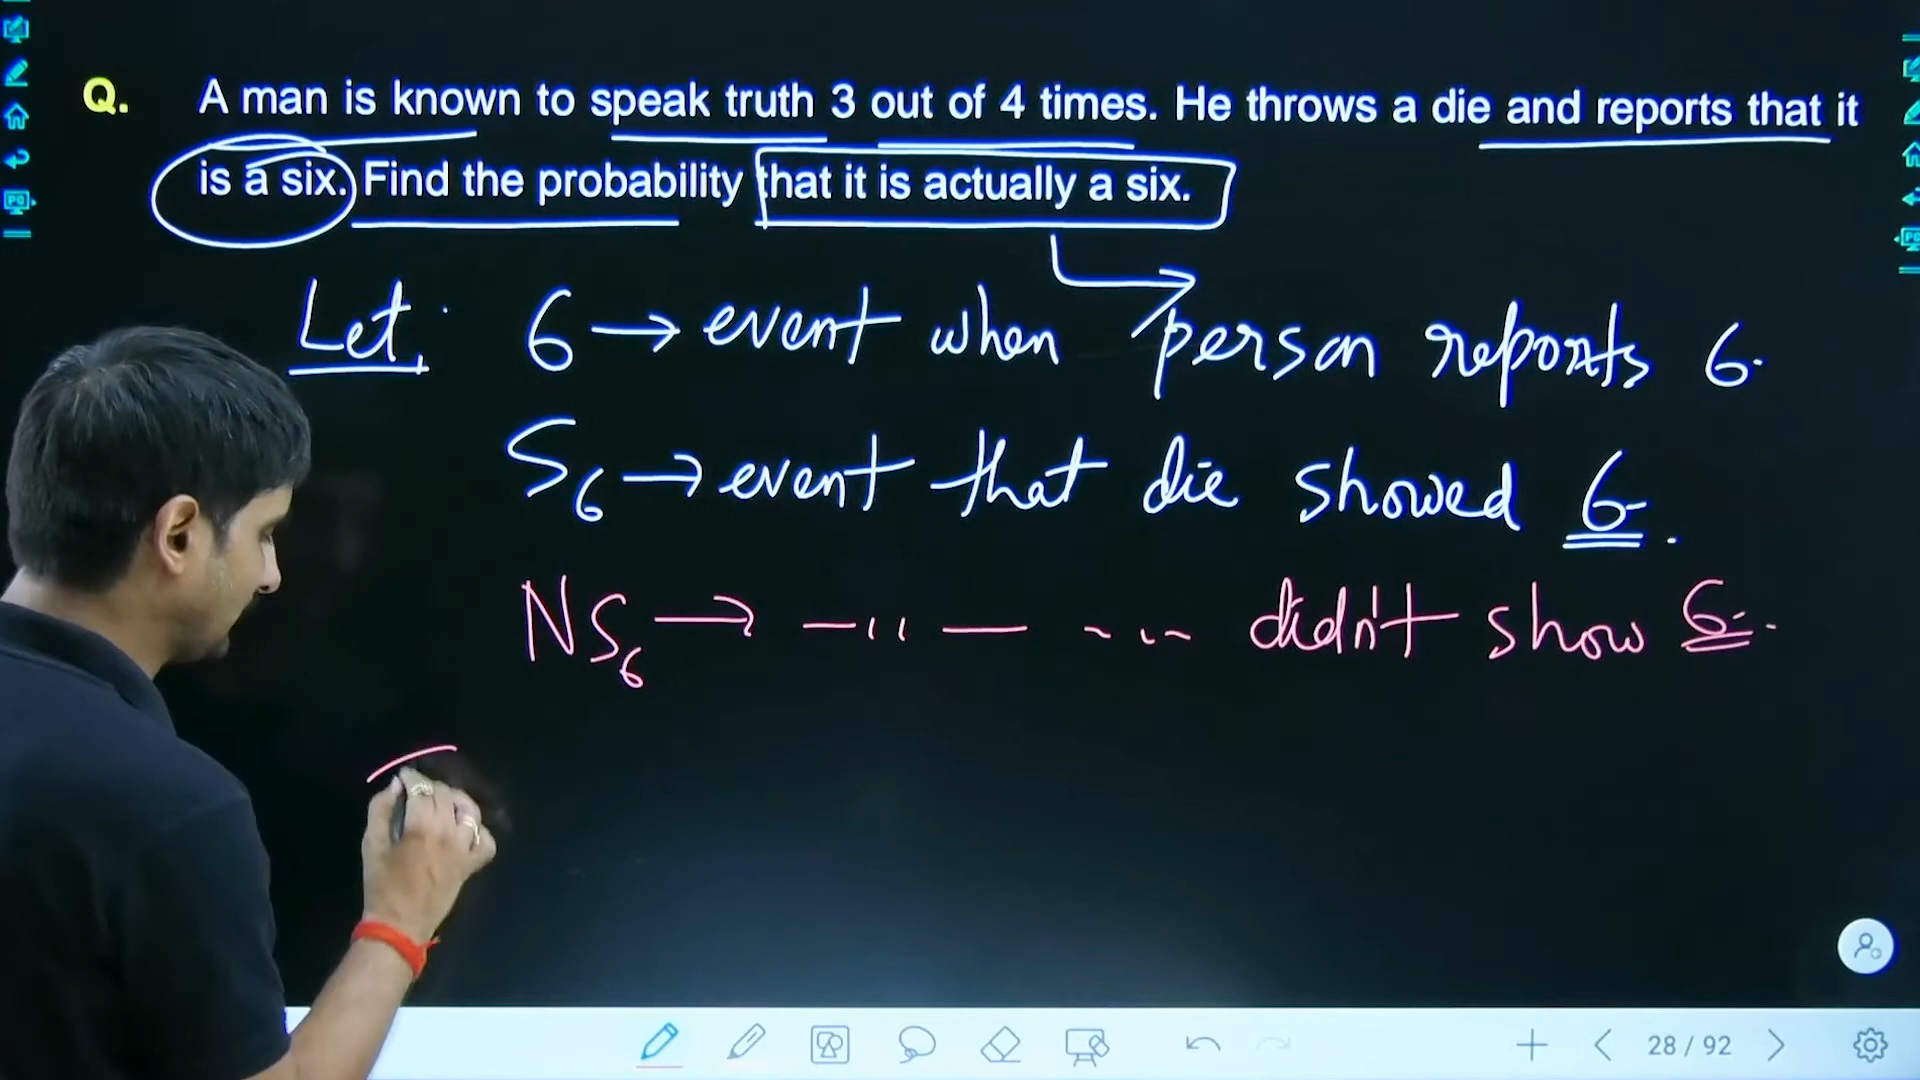 Q. A man is known to speak truth 3 out of 4 times. He throws a die and reports that it
is a six. Find the probability that it is actually a six.
Let, 6 → event when person reports 6.
S6 → event that die showed 6.
NS6 → —"— --- didn't show 6.
28 / 92